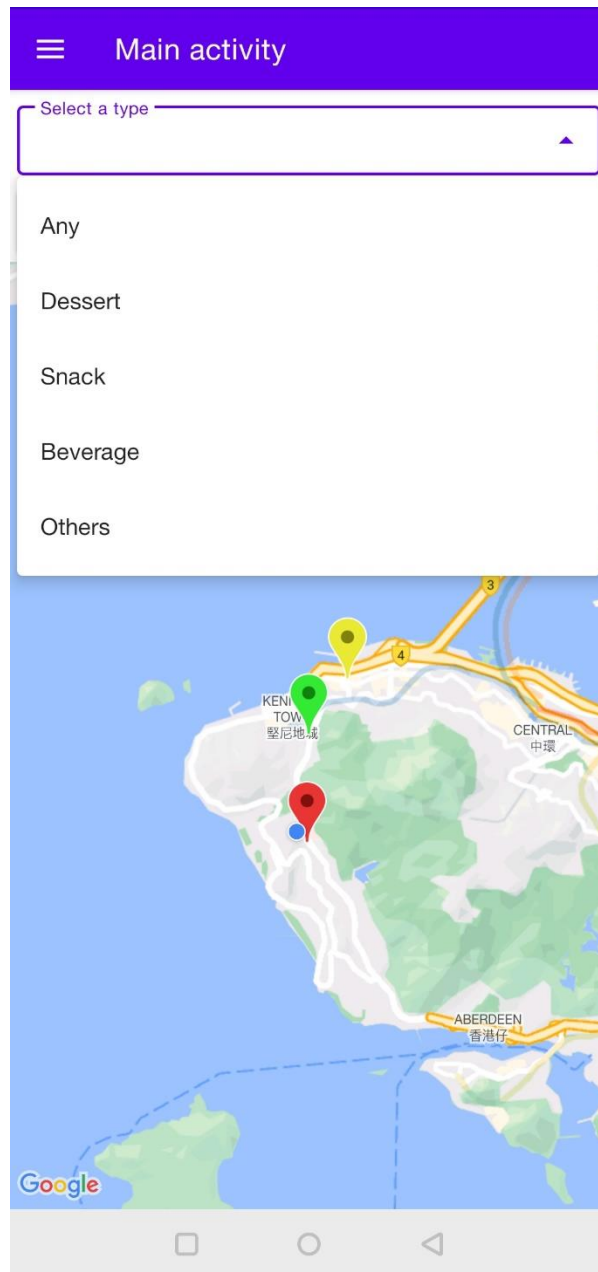 Main activity
Select a type
Any
Dessert
Snack
Beverage
Others
3
4
堅尼地城
CENTRAL
中環
ABERDEEN
香港仔
Google